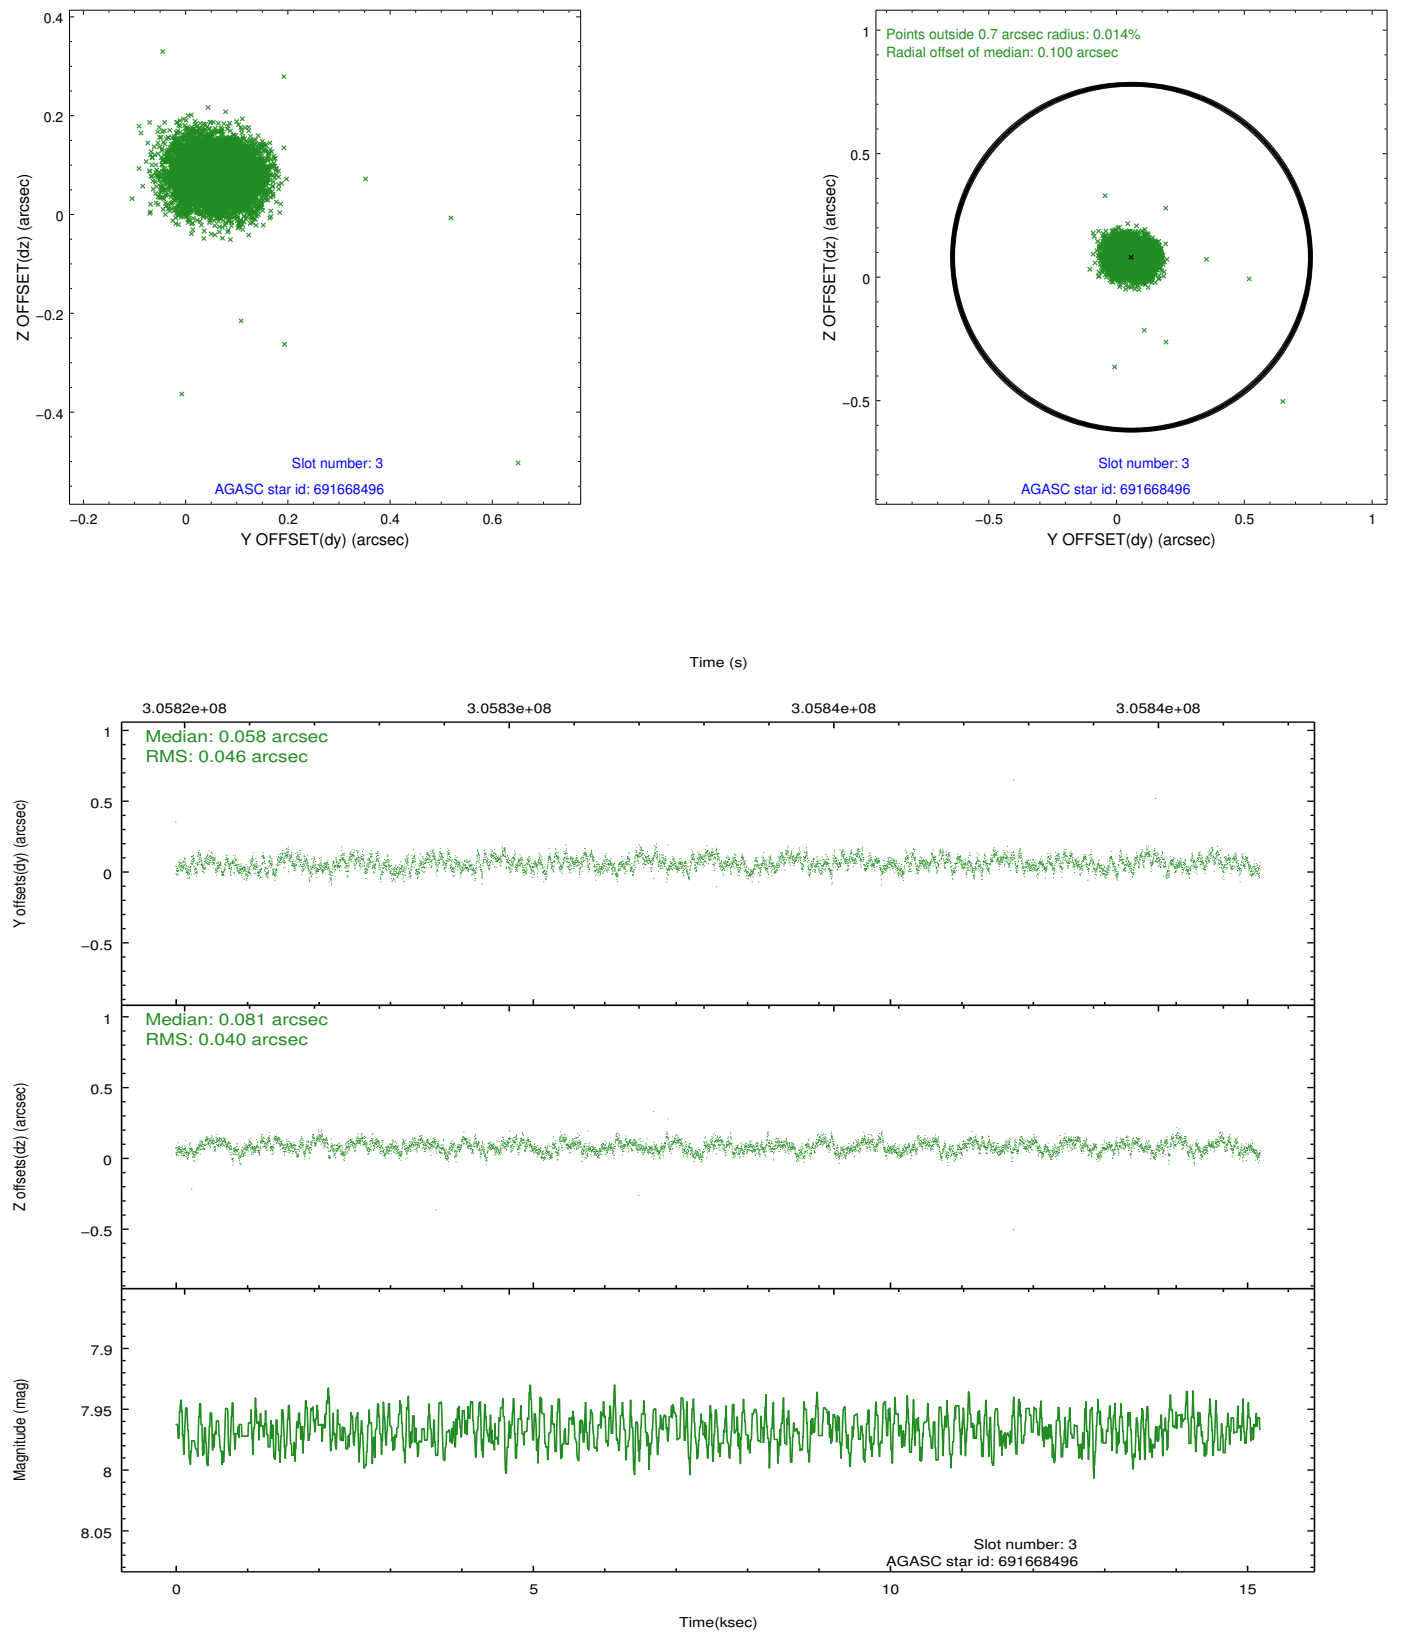 0.4
0.2
0
−0.2
−0.4
Z OFFSET(dz) (arcsec)
Slot number: 3
AGASC star id: 691668496
−0.2 0 0.2 0.4 0.6
Y OFFSET(dy) (arcsec)
Points outside 0.7 arcsec radius: 0.014%
Radial offset of median: 0.100 arcsec
1
0.5
0
−0.5
Z OFFSET(dz) (arcsec)
Slot number: 3
AGASC star id: 691668496
−0.5 0 0.5 1
Y OFFSET(dy) (arcsec)
Time (s)
3.0582e+08 3.0583e+08 3.0584e+08 3.0584e+08
Median: 0.058 arcsec
RMS: 0.046 arcsec
1
0.5
0
−0.5
Y offsets(dy) (arcsec)
Median: 0.081 arcsec
RMS: 0.040 arcsec
1
0.5
0
−0.5
Z offsets(dz) (arcsec)
7.9
7.95
8
8.05
Magnitude (mag)
Slot number: 3
AGASC star id: 691668496
0 5 10 15
Time(ksec)